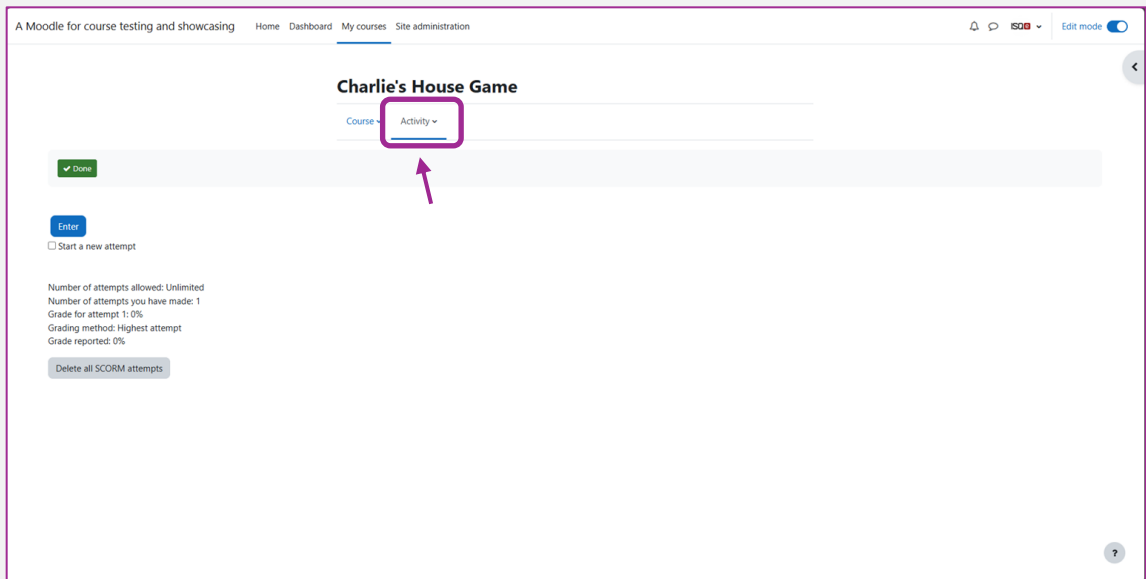 A Moodle for course testing and showcasing Home Dashboard My courses Site administration ISQ Edit mode
Charlie's House Game
Course Activity
Done
Enter
Start a new attempt
Number of attempts allowed: Unlimited
Number of attempts you have made: 1
Grade for attempt 1: 0%
Grading method: Highest attempt
Grade reported: 0%
Delete all SCORM attempts
?